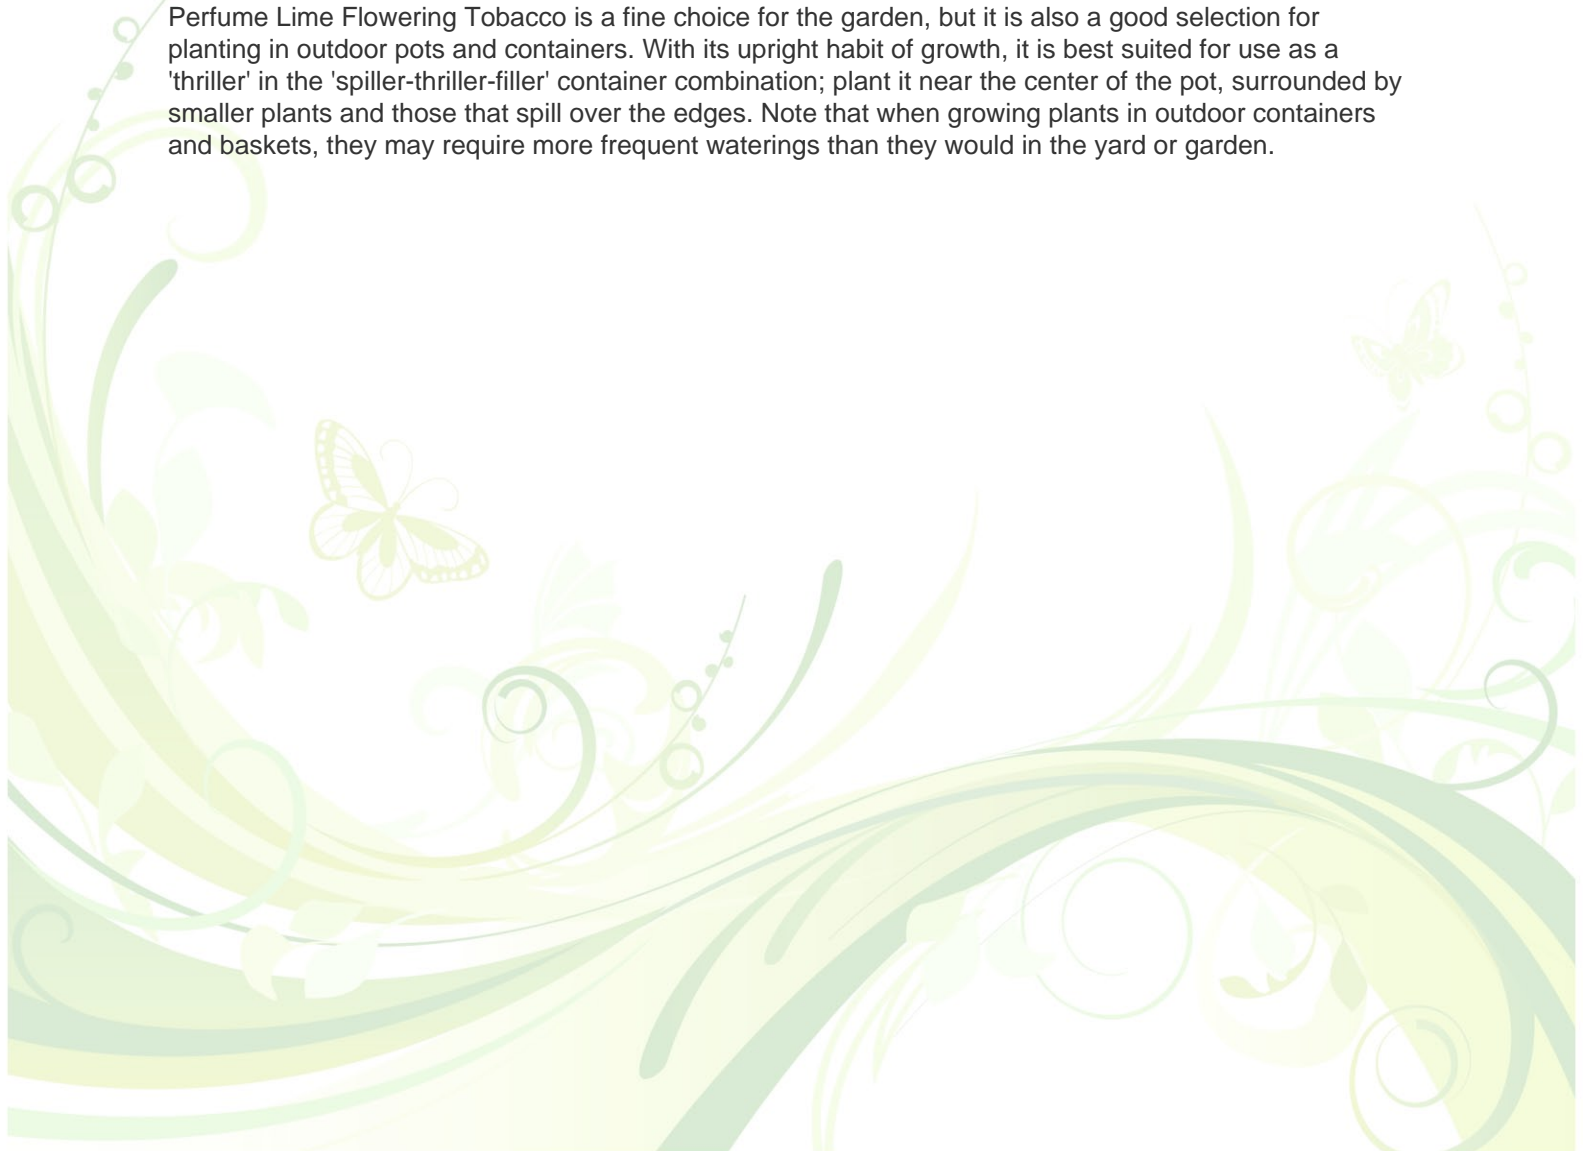 Perfume Lime Flowering Tobacco is a fine choice for the garden, but it is also a good selection for
planting in outdoor pots and containers. With its upright habit of growth, it is best suited for use as a
'thriller' in the 'spiller-thriller-filler' container combination; plant it near the center of the pot, surrounded by
smaller plants and those that spill over the edges. Note that when growing plants in outdoor containers
and baskets, they may require more frequent waterings than they would in the yard or garden.